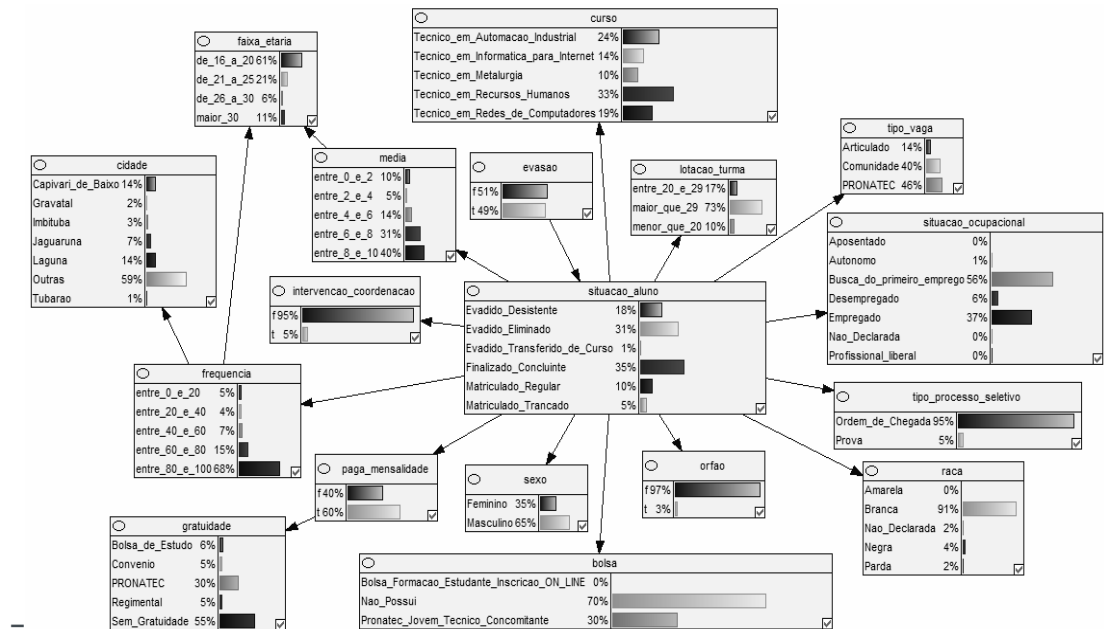 curso
Tecnico_em_Automacao_Industrial 24%
Tecnico_em_Informatica_para_Internet 14%
Tecnico_em_Metalurgia 10%
Tecnico_em_Recursos_Humanos 33%
Tecnico_em_Redes_de_Computadores 19%
faixa_etaria
de_16_a_20 61%
de_21_a_25 21%
de_26_a_30 6%
maior_30 11%
tipo_vaga
Articulado 14%
Comunidade 40%
PRONATEC 46%
cidade
Capivari_de_Baixo 14%
Gravatal 2%
Imbituba 3%
Jaguaruna 7%
Laguna 14%
Outras 59%
Tubarao 1%
media
entre_0_e_2 10%
entre_2_e_4 5%
entre_4_e_6 14%
entre_6_e_8 31%
entre_8_e_10 40%
evasao
f 51%
t 49%
lotacao_turma
entre_20_e_29 17%
maior_que_29 73%
menor_que_20 10%
situacao_ocupacional
Aposentado 0%
Autonomo 1%
Busca_do_primeiro_emprego 56%
Desempregado 6%
Empregado 37%
Nao_Declarada 0%
Profissional_liberal 0%
intervencao_coordenacao
f 95%
t 5%
situacao_aluno
Evadido_Desistente 18%
Evadido_Eliminado 31%
Evadido_Transferido_de_Curso 1%
Finalizado_Concluinte 35%
Matriculado_Regular 10%
Matriculado_Trancado 5%
frequencia
entre_0_e_20 5%
entre_20_e_40 4%
entre_40_e_60 7%
entre_60_e_80 15%
entre_80_e_100 68%
tipo_processo_seletivo
Ordem_de_Chegada 95%
Prova 5%
paga_mensalidade
f 40%
t 60%
sexo
Feminino 35%
Masculino 65%
orfao
f 97%
t 3%
raca
Amarela 0%
Branca 91%
Nao_Declarada 2%
Negra 4%
Parda 2%
gratuidade
Bolsa_de_Estudo 6%
Convenio 5%
PRONATEC 30%
Regimental 5%
Sem_Gratuidade 55%
bolsa
Bolsa_Formacao_Estudante_Inscricao_ON_LINE 0%
Nao_Possui 70%
Pronatec_Jovem_Tecnico_Concomitante 30%